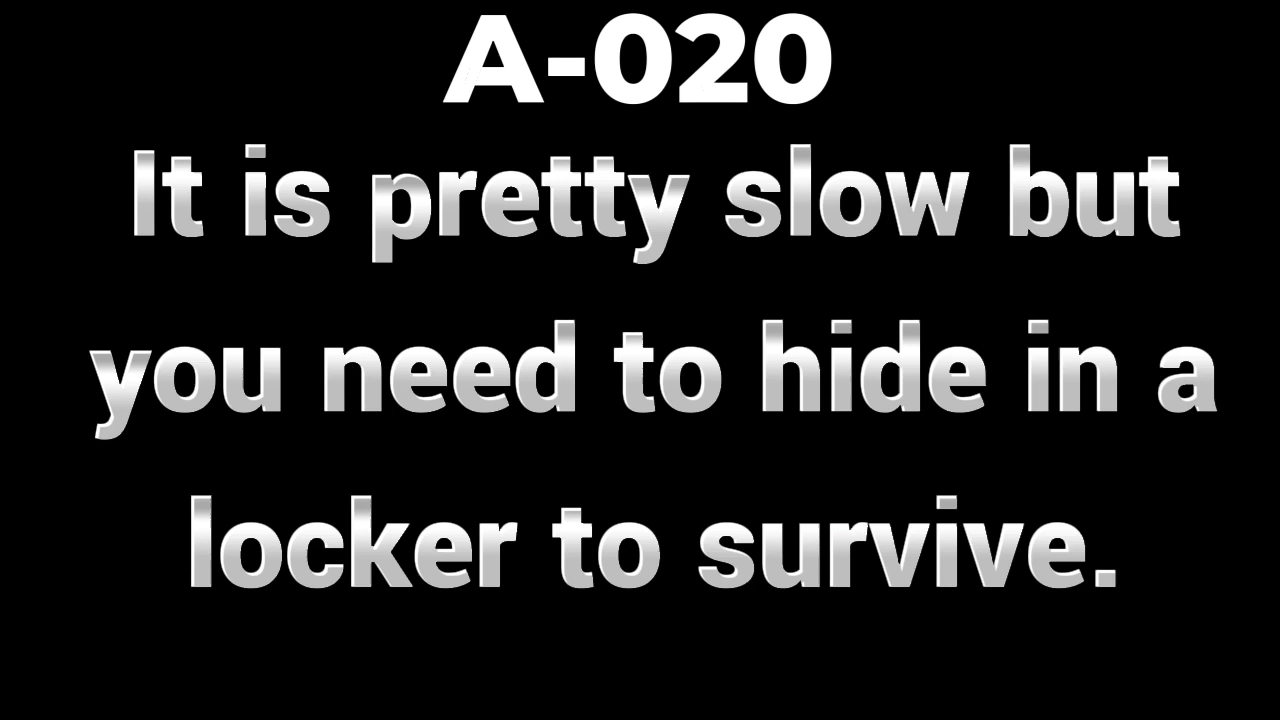 A-020
It is pretty slow but
you need to hide in a
locker to survive.